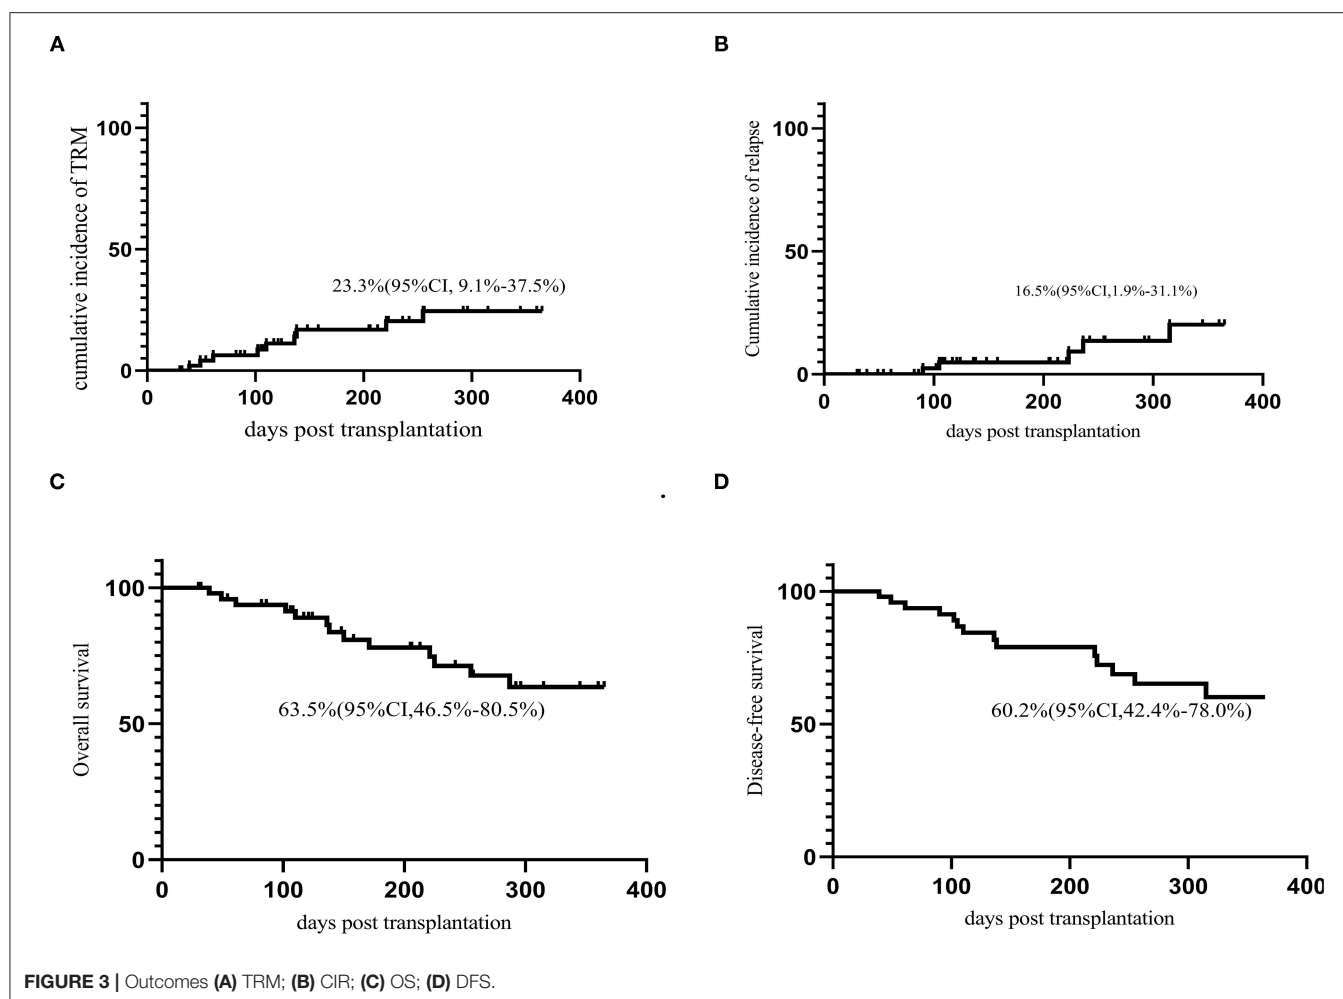 A
cumulative incidence of TRM
100
50
0
23.3%(95%CI, 9.1%-37.5%)
0 100 200 300 400
days post transplantation
B
Cumulative incidence of relapse
100
50
0
16.5%(95%CI,1.9%-31.1%)
0 100 200 300 400
days post transplantation
C
Overall survival
100
50
0
63.5%(95%CI,46.5%-80.5%)
0 100 200 300 400
days post transplantation
D
Disease-free survival
100
50
0
60.2%(95%CI,42.4%-78.0%)
0 100 200 300 400
days post transplantation
FIGURE 3 | Outcomes (A) TRM; (B) CIR; (C) OS; (D) DFS.